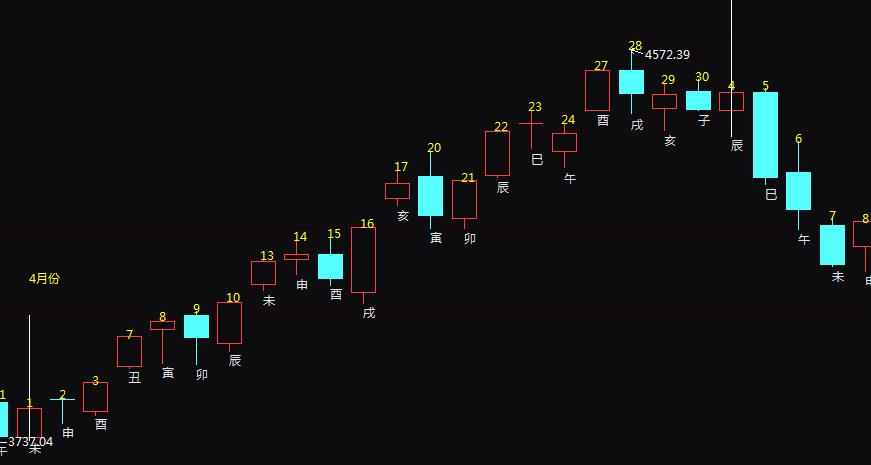 28
4572.39
27
29
30
4
5
酉
戌
亥
子
辰
巳
23
24
22
6
20
17
21
巳
午
辰
午
亥
寅
卯
16
7
8
14
15
13
未
申
酉
未
4月份
10
9
8
戌
7
辰
寅
卯
3
丑
1
2
1
酉
申
3737.04
未